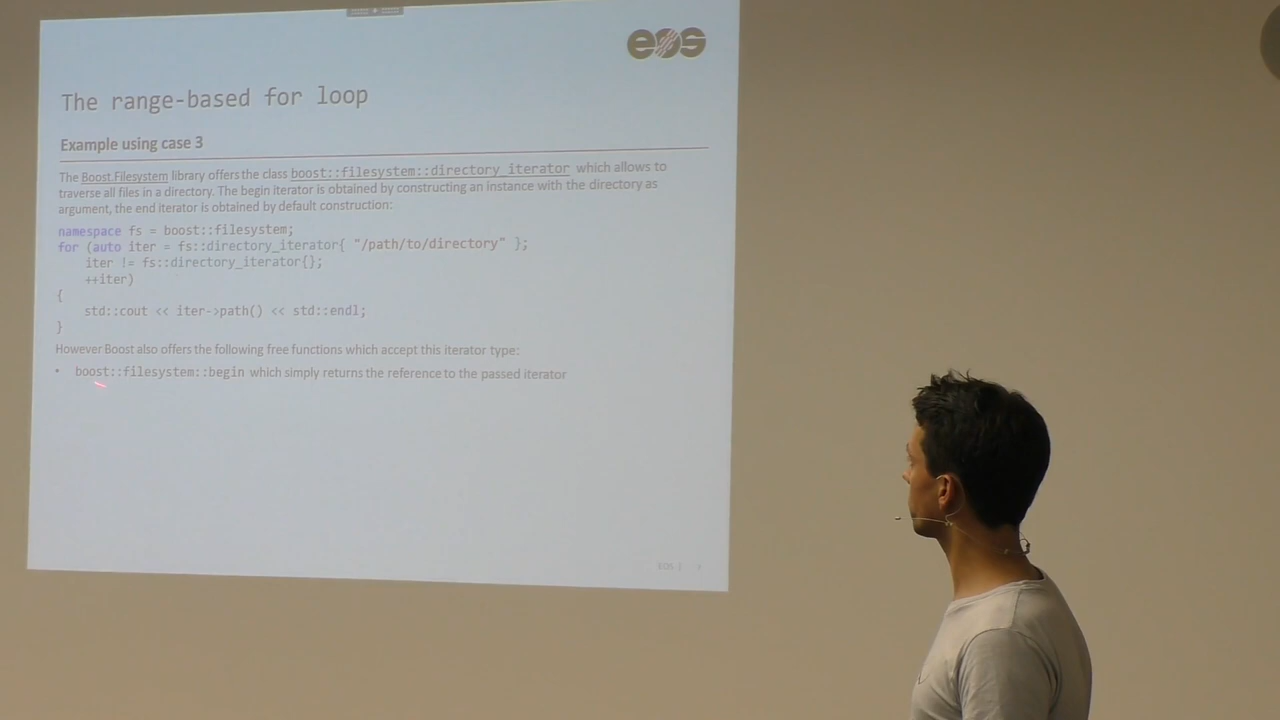 eos
The range-based for loop
Example using case 3
The Boost.Filesystem library offers the class boost::filesystem::directory_iterator which allows to
traverse all files in a directory. The begin iterator is obtained by constructing an instance with the directory as
argument, the end iterator is obtained by default construction:
namespace fs = boost::filesystem;
for (auto iter = fs::directory_iterator{ "/path/to/directory" };
iter != fs::directory_iterator{};
++iter)
{
std::cout << iter->path() << std::endl;
}
However Boost also offers the following free functions which accept this iterator type:
• boost::filesystem::begin which simply returns the reference to the passed iterator
EOS |